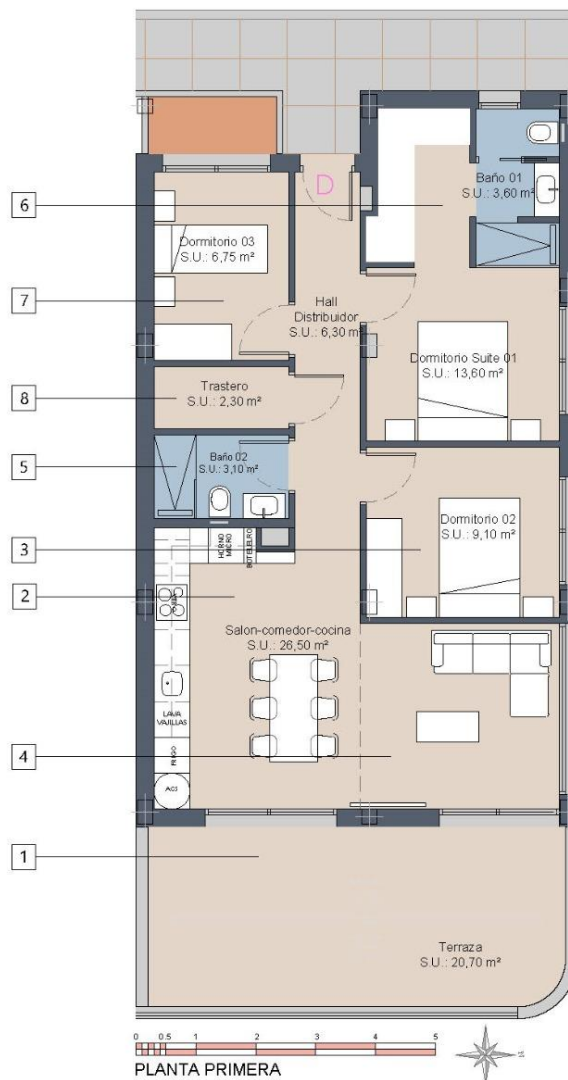 D
6
Baño 01
S.U.: 3,60 m²
Dormitorio 03
S.U.: 6,75 m²
7
Hall
Distribuidor
S.U.: 6,30 m²
Dormitorio Suite 01
S.U.: 13,60 m²
8
Trastero
S.U.: 2,30 m²
5
Baño 02
S.U.: 3,10 m²
3
Dormitorio 02
S.U.: 9,10 m²
HORNO
MICRO
BOTELLERO
2
Salon-comedor-cocina
S.U.: 26,50 m²
LAVA
VAJILLAS
FRIGO
4
ACS
1
Terraza
S.U.: 20,70 m²
0 0.5 1 2 3 4 5
PLANTA PRIMERA